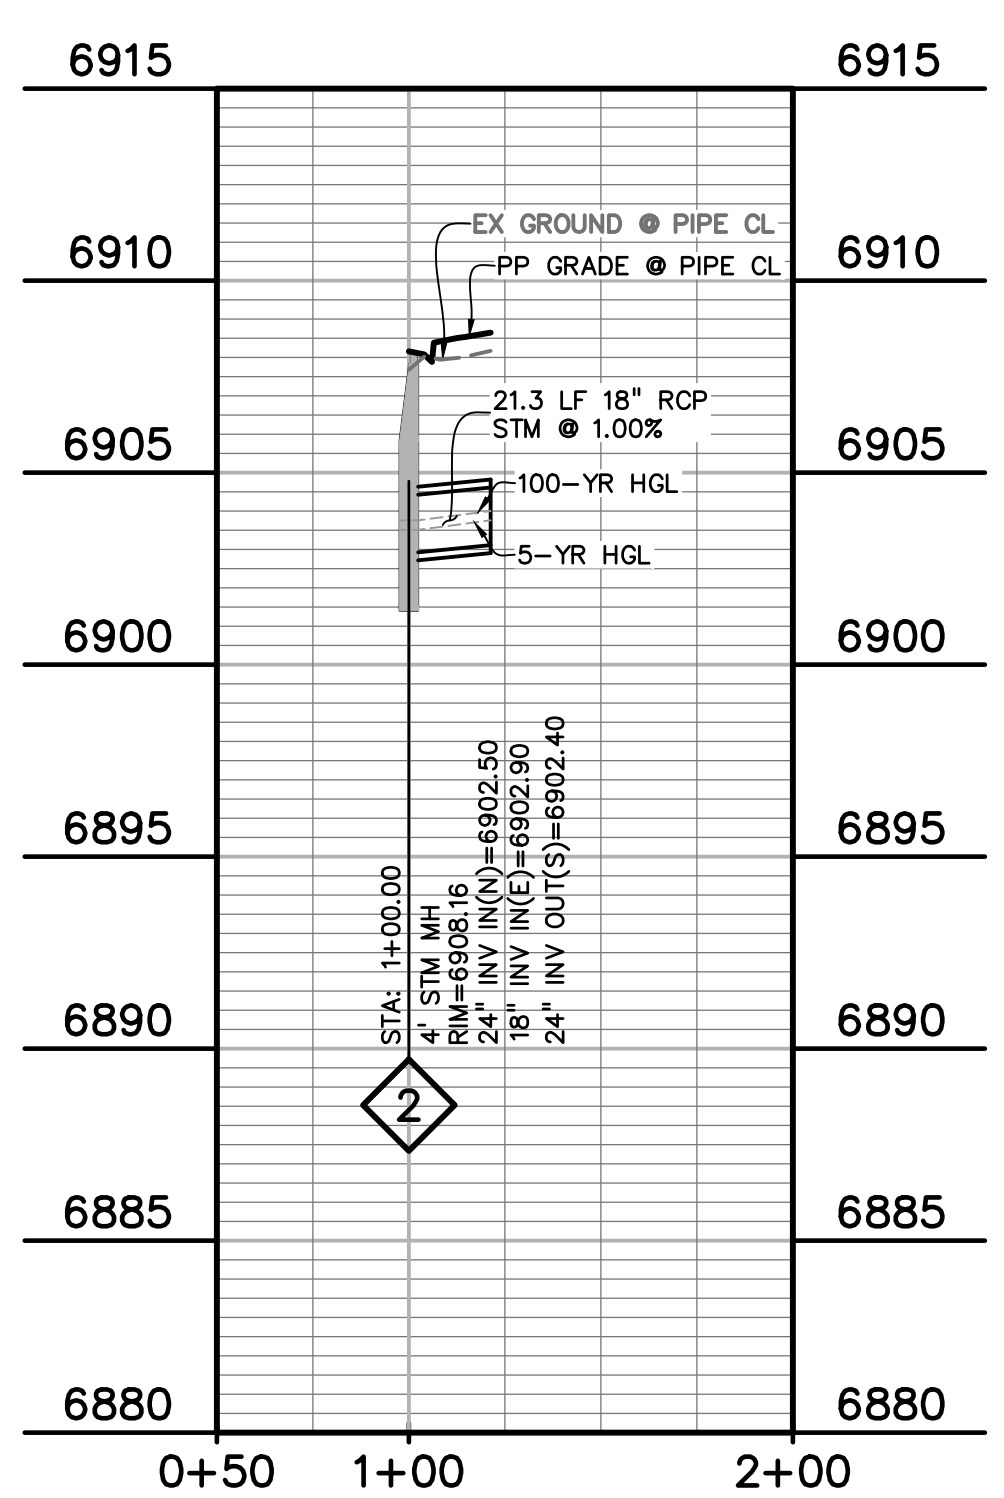 6915 6915
EX GROUND @ PIPE CL
6910 6910
PP GRADE @ PIPE CL
21.3 LF 18" RCP
STM @ 1.00%
6905 6905
100-YR HGL
5-YR HGL
6900 6900
6895 6895
STA: 1+00.00
4' STM MH
RIM=6908.16
24" INV IN(N)=6902.50
18" INV IN(E)=6902.90
24" INV OUT(S)=6902.40
6890 6890
2
6885 6885
6880 6880
0+50 1+00 2+00